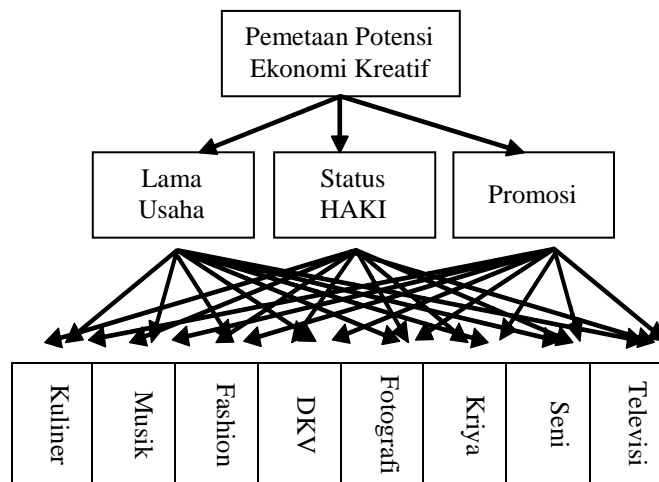 Pemetaan Potensi
Ekonomi Kreatif
Lama
Usaha
Status
HAKI
Promosi
Kuliner
Musik
Fashion
DKV
Fotografi
Kriya
Seni
Televisi